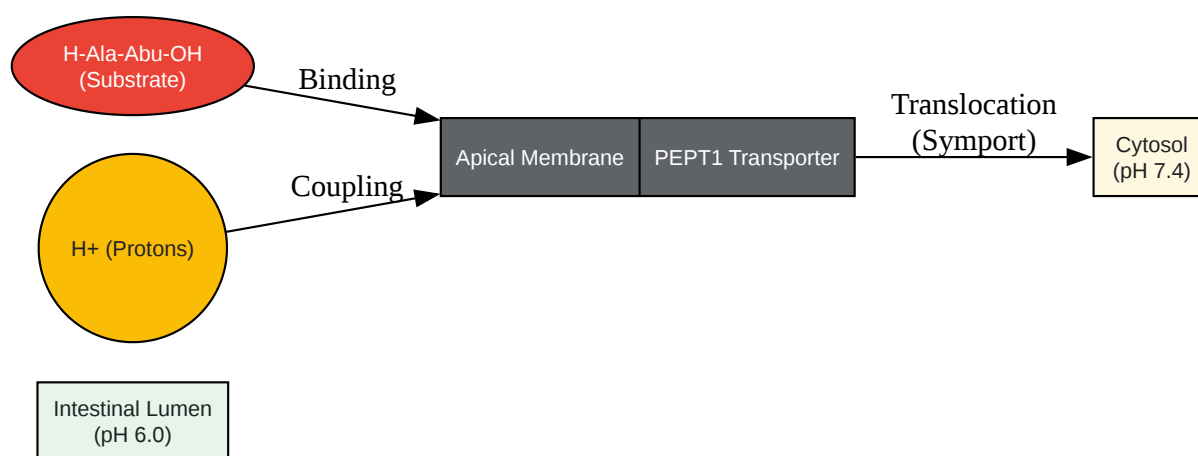 H-Ala-Abu-OH
(Substrate)
Binding
H+ (Protons)
Coupling
Apical Membrane
PEPT1 Transporter
Translocation
(Symport)
Cytosol
(pH 7.4)
Intestinal Lumen
(pH 6.0)